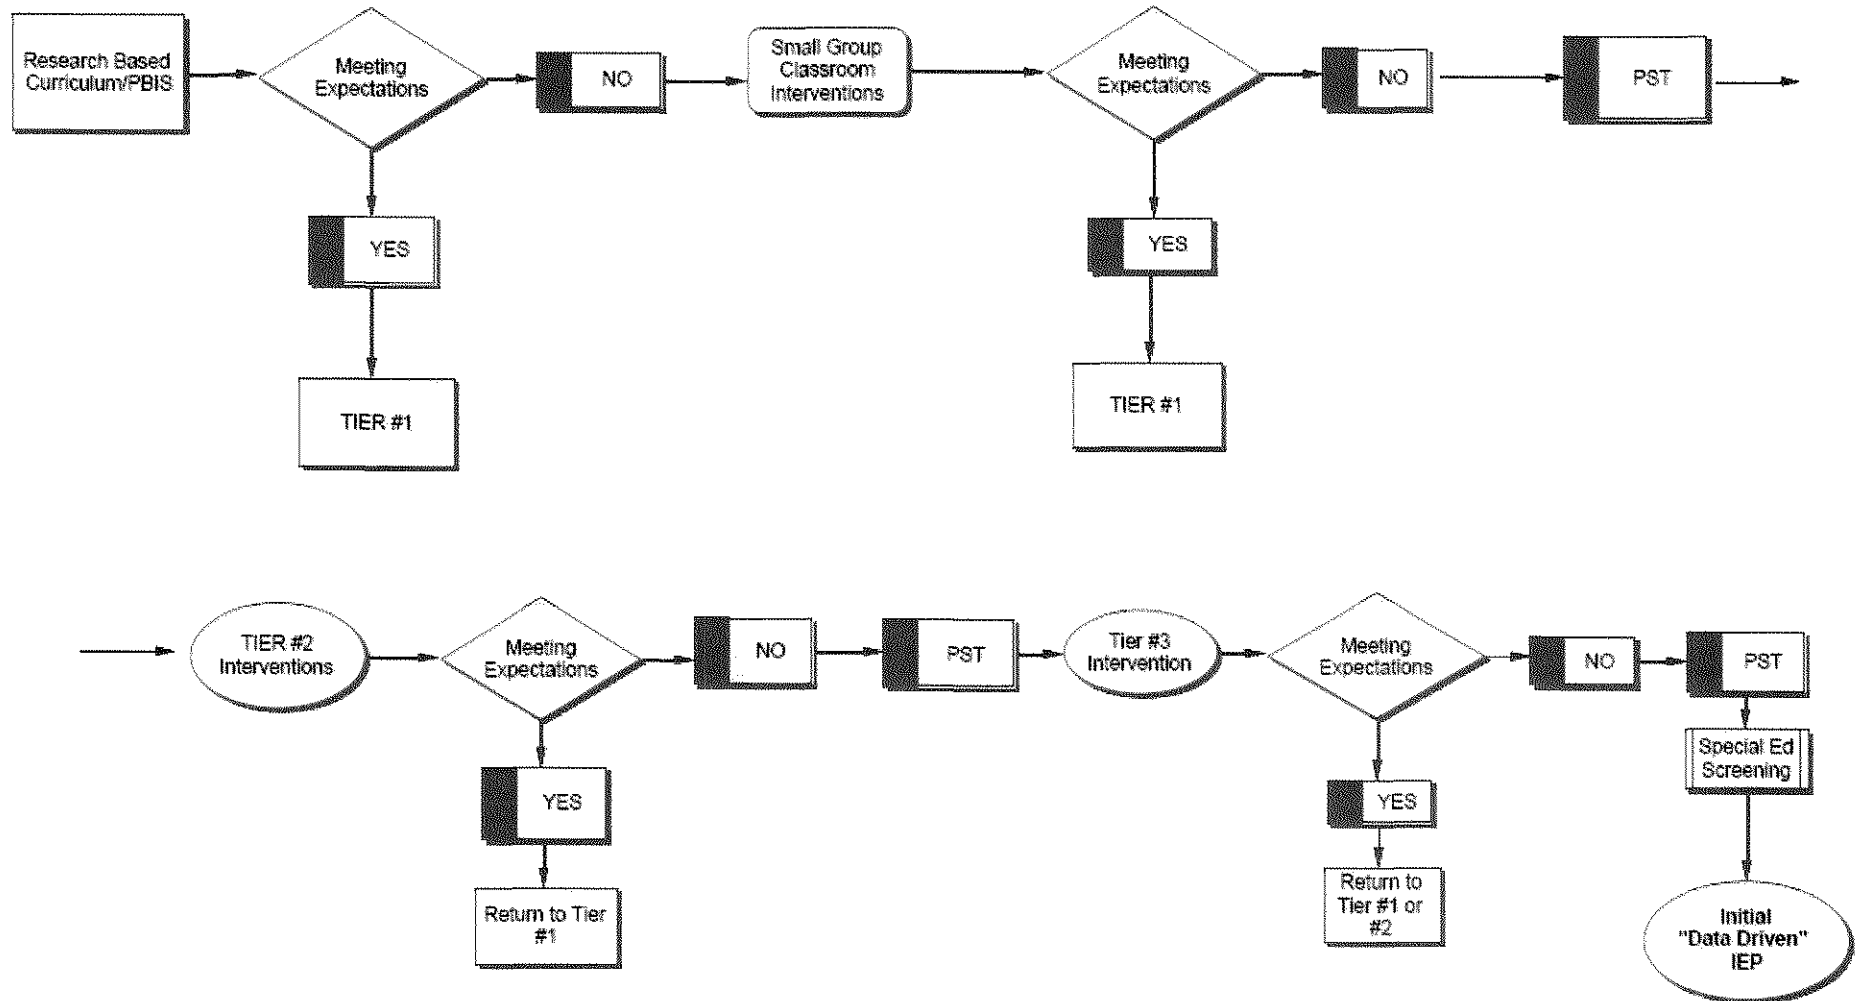 Research Based
Curriculum/PBIS
Meeting
Expectations
NO
Small Group
Classroom
Interventions
Meeting
Expectations
NO
PST
YES
YES
TIER #1
TIER #1
TIER #2
Interventions
Meeting
Expectations
NO
PST
Tier #3
Intervention
Meeting
Expectations
NO
PST
Special Ed
Screening
YES
YES
Return to Tier
#1
Return to
Tier #1 or
#2
Initial
"Data Driven"
IEP